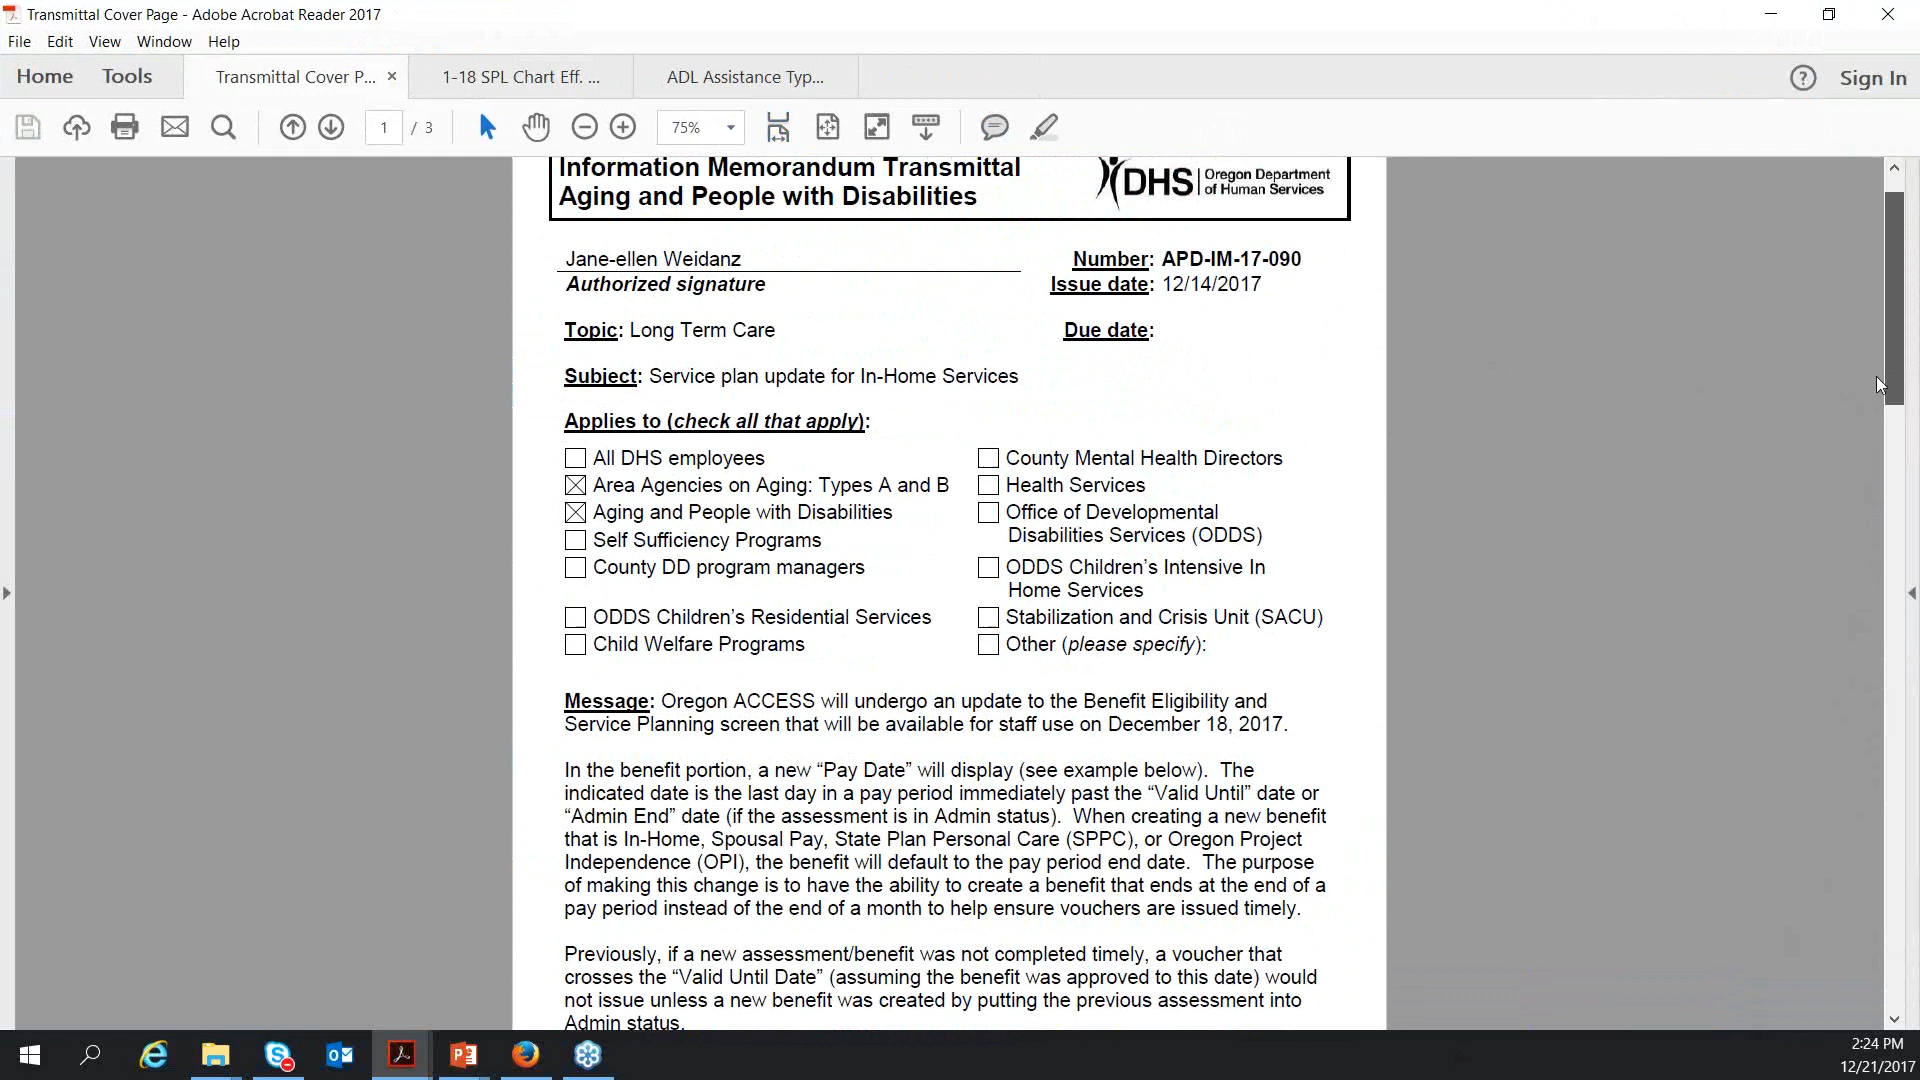 Transmittal Cover Page - Adobe Acrobat Reader 2017
File Edit View Window Help
Home Tools Transmittal Cover P... × 1-18 SPL Chart Eff. ... ADL Assistance Typ... ? Sign In
1 / 3 75%
Information Memorandum Transmittal
Aging and People with Disabilities
DHS Oregon Department
of Human Services
Jane-ellen Weidanz Number: APD-IM-17-090
Authorized signature Issue date: 12/14/2017
Topic: Long Term Care Due date:
Subject: Service plan update for In-Home Services
Applies to (check all that apply):
All DHS employees County Mental Health Directors
Area Agencies on Aging: Types A and B Health Services
Aging and People with Disabilities Office of Developmental
Disabilities Services (ODDS)
Self Sufficiency Programs
County DD program managers ODDS Children's Intensive In
Home Services
ODDS Children's Residential Services Stabilization and Crisis Unit (SACU)
Child Welfare Programs Other (please specify):
Message: Oregon ACCESS will undergo an update to the Benefit Eligibility and
Service Planning screen that will be available for staff use on December 18, 2017.
In the benefit portion, a new “Pay Date” will display (see example below). The
indicated date is the last day in a pay period immediately past the “Valid Until” date or
“Admin End” date (if the assessment is in Admin status). When creating a new benefit
that is In-Home, Spousal Pay, State Plan Personal Care (SPPC), or Oregon Project
Independence (OPI), the benefit will default to the pay period end date. The purpose
of making this change is to have the ability to create a benefit that ends at the end of a
pay period instead of the end of a month to help ensure vouchers are issued timely.
Previously, if a new assessment/benefit was not completed timely, a voucher that
crosses the “Valid Until Date” (assuming the benefit was approved to this date) would
not issue unless a new benefit was created by putting the previous assessment into
Admin status.
2:24 PM
12/21/2017